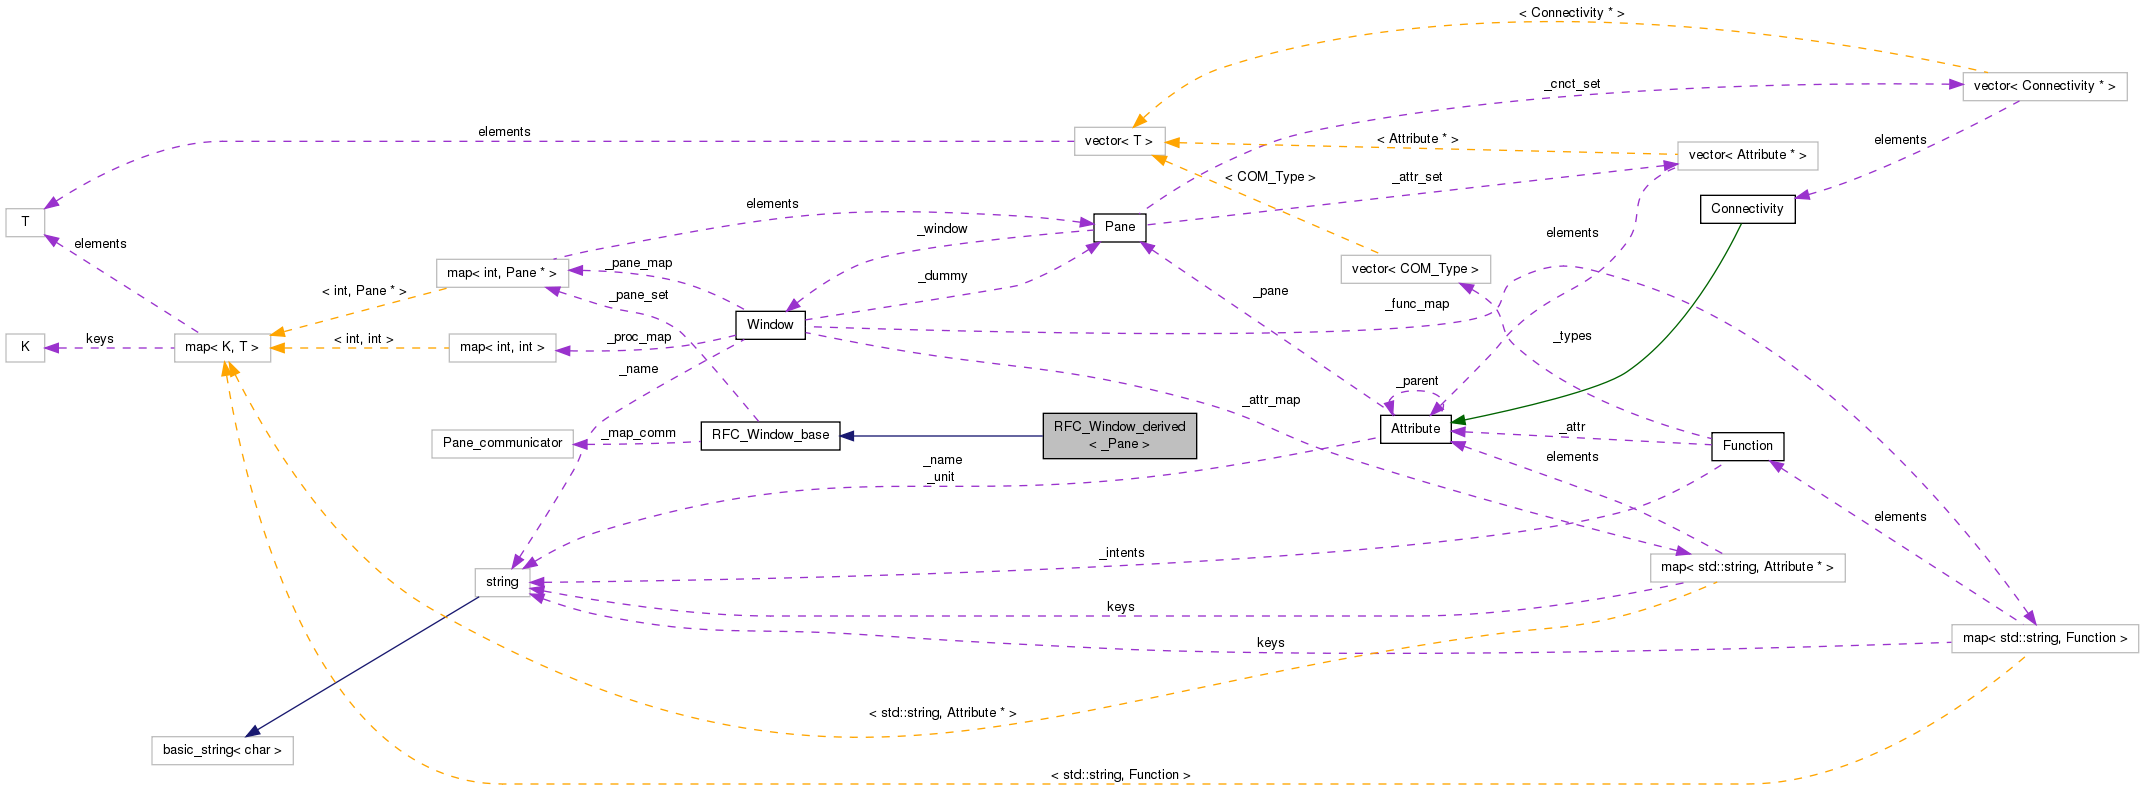 < Connectivity * >
_cnct_set
vector< Connectivity * >
elements
vector< T >
< Attribute * >
elements
vector< Attribute * >
< COM_Type >
_attr_set
elements
T
Connectivity
Pane
_window
elements
elements
_pane_map
_dummy
map< int, Pane * >
vector< COM_Type >
< int, Pane * >
_pane_set
_pane
_func_map
Window
K
keys
map< K, T >
< int, int >
map< int, int >
_proc_map
_types
_name
_parent
_attr_map
RFC_Window_derived
< _Pane >
Pane_communicator
_map_comm
RFC_Window_base
Attribute
_attr
Function
elements
_name
_unit
elements
_intents
string
map< std::string, Attribute * >
keys
keys
map< std::string, Function >
< std::string, Attribute * >
basic_string< char >
< std::string, Function >